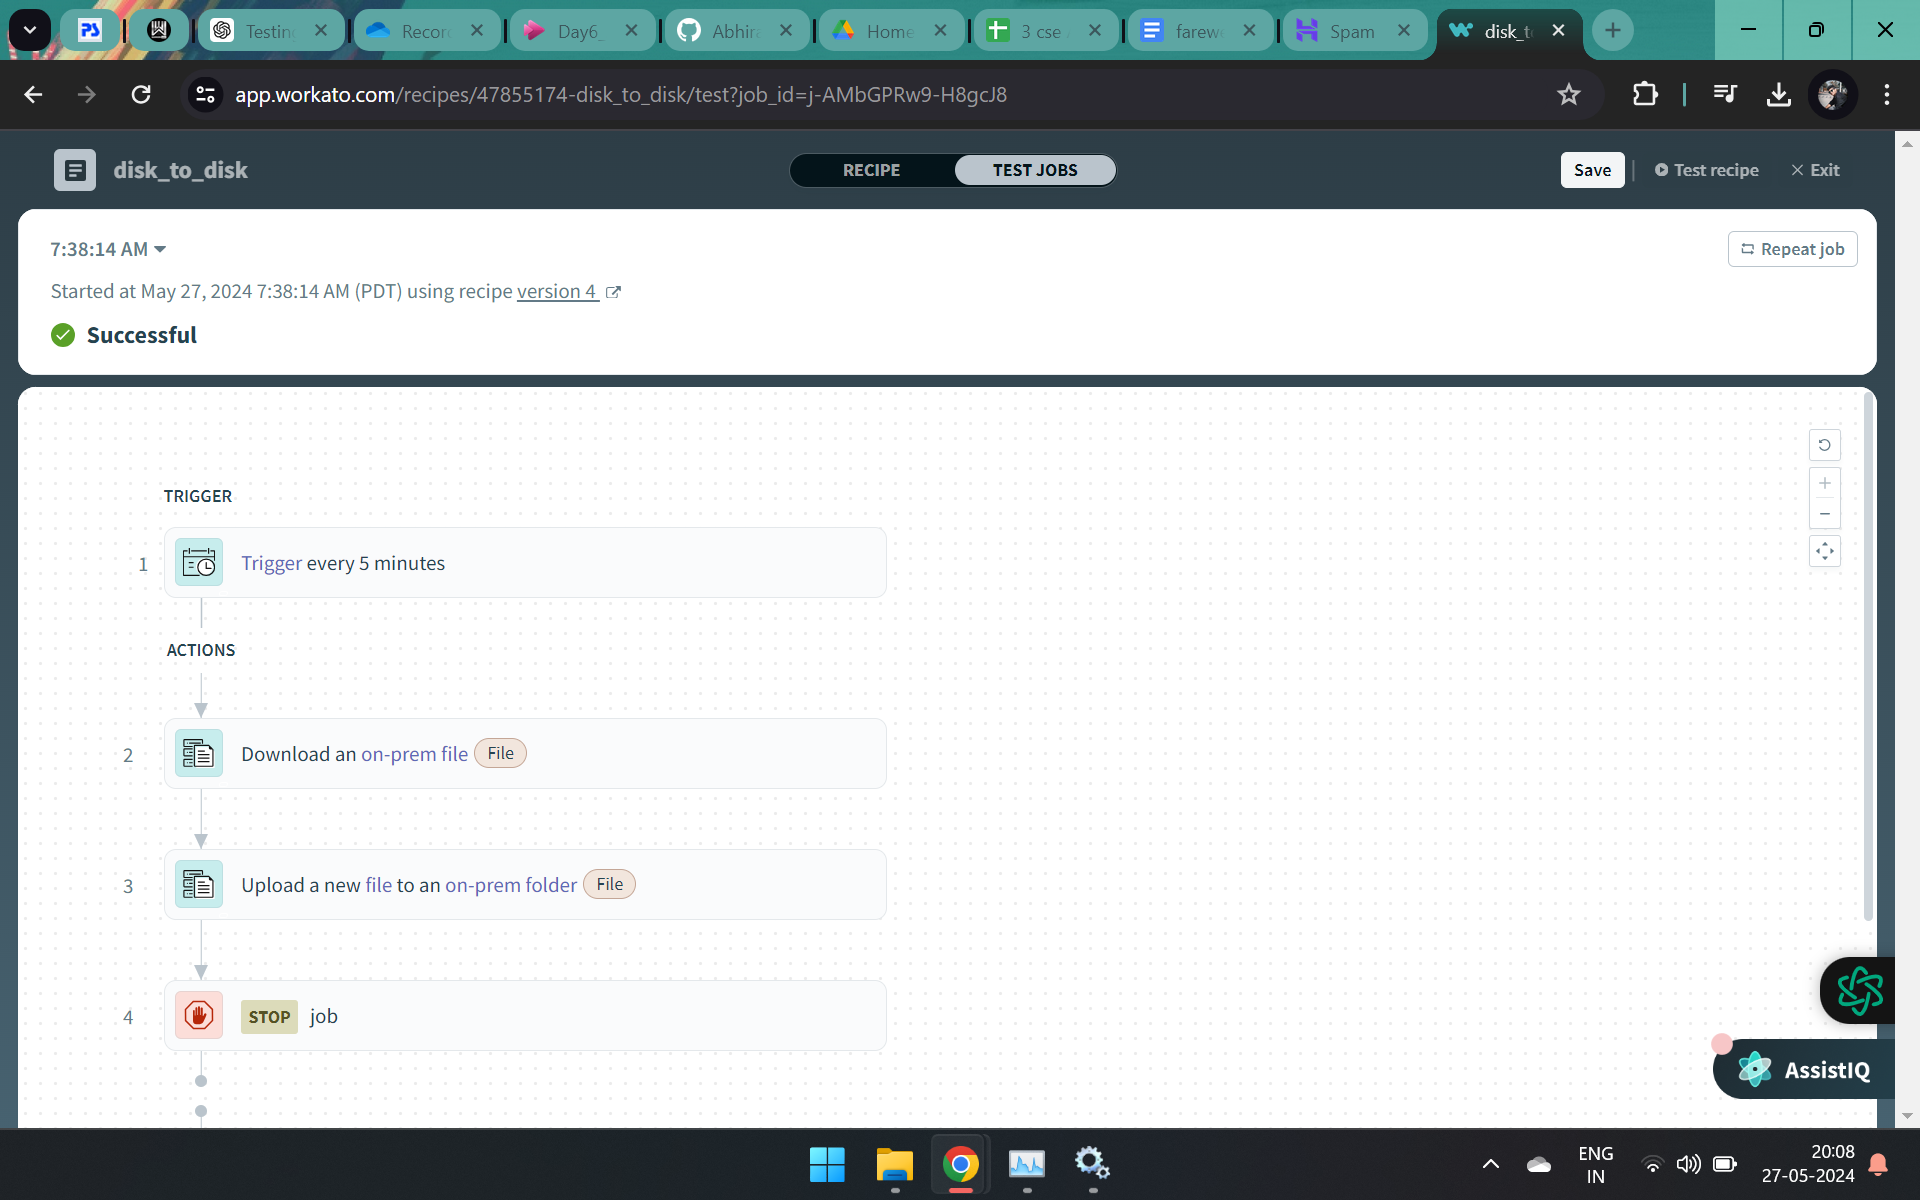 Testing
Recor
Day6_
Abhir
Home
3 cse
farewe
Spam
disk_to
app.workato.com/recipes/47855174-disk_to_disk/test?job_id=j-AMbGPRw9-H8gcJ8
disk_to_disk
RECIPE
TEST JOBS
Save
Test recipe
Exit
7:38:14 AM
Repeat job
Started at May 27, 2024 7:38:14 AM (PDT) using recipe version 4
Successful
TRIGGER
1
Trigger every 5 minutes
ACTIONS
2
Download an on-prem file File
3
Upload a new file to an on-prem folder File
4
STOP job
AssistIQ
ENG
IN
20:08
27-05-2024